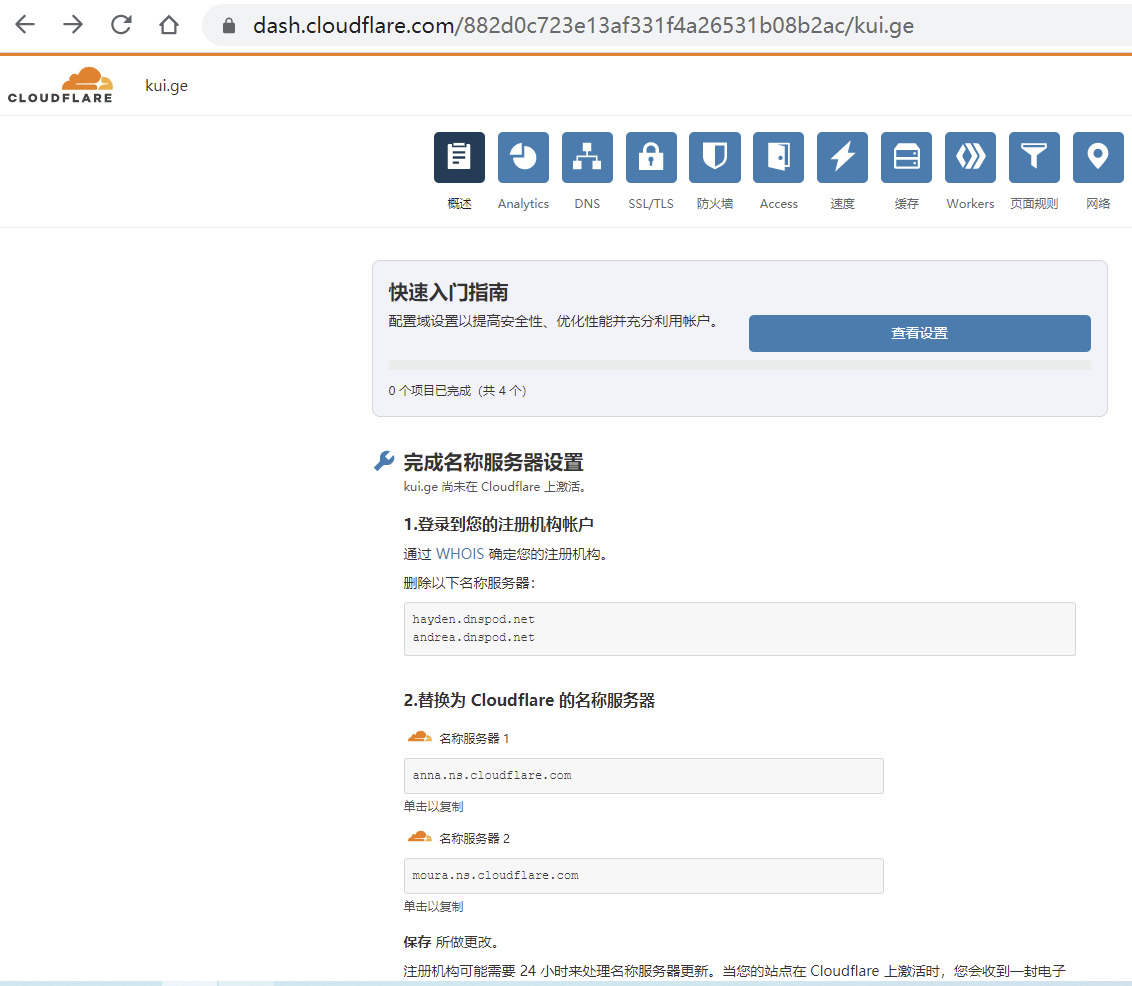 dash.cloudflare.com/882d0c723e13af331f4a26531b08b2ac/kui.ge
CLOUDFLARE
kui.ge
概述
Analytics
DNS
SSL/TLS
防火墙
Access
速度
缓存
Workers
页面规则
网络
快速入门指南
配置域设置以提高安全性、优化性能并充分利用帐户。
查看设置
0 个项目已完成（共 4 个）
完成名称服务器设置
kui.ge 尚未在 Cloudflare 上激活。
1.登录到您的注册机构帐户
通过 WHOIS 确定您的注册机构。
删除以下名称服务器：
hayden.dnspod.net
andrea.dnspod.net
2.替换为 Cloudflare 的名称服务器
名称服务器 1
anna.ns.cloudflare.com
单击以复制
名称服务器 2
moura.ns.cloudflare.com
单击以复制
保存 所做更改。
注册机构可能需要 24 小时来处理名称服务器更新。当您的站点在 Cloudflare 上激活时，您会收到一封电子